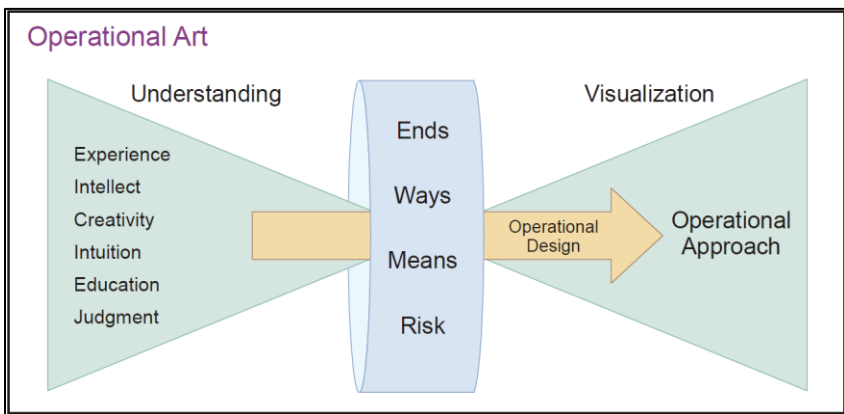 Operational Art
Understanding
Experience
Intellect
Creativity
Intuition
Education
Judgment
Ends
Ways
Means
Risk
Visualization
Operational
Design
Operational
Approach